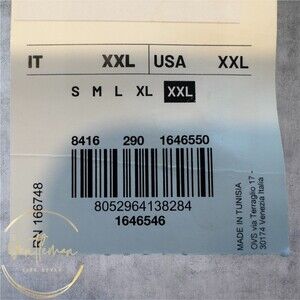 IT XXL USA XXL
S M L XL XXL
8416 290 1646550
8052964138284
1646546
RN 166748
MADE IN TUNISIA
OVS via Terraglio 17 -
30174 Venezia Italia